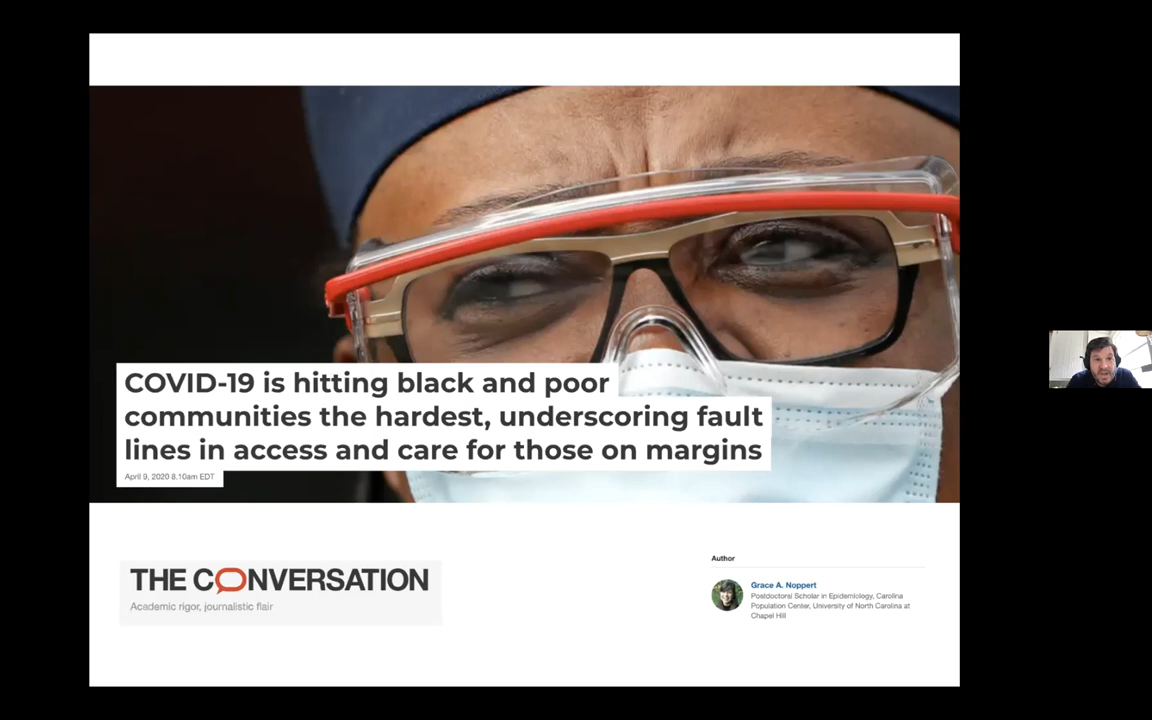 COVID-19 is hitting black and poor
communities the hardest, underscoring fault
lines in access and care for those on margins
April 9, 2020 8.10am EDT
THE CONVERSATION
Academic rigor, journalistic flair
Author
Grace A. Noppert
Postdoctoral Scholar in Epidemiology, Carolina
Population Center, University of North Carolina at
Chapel Hill